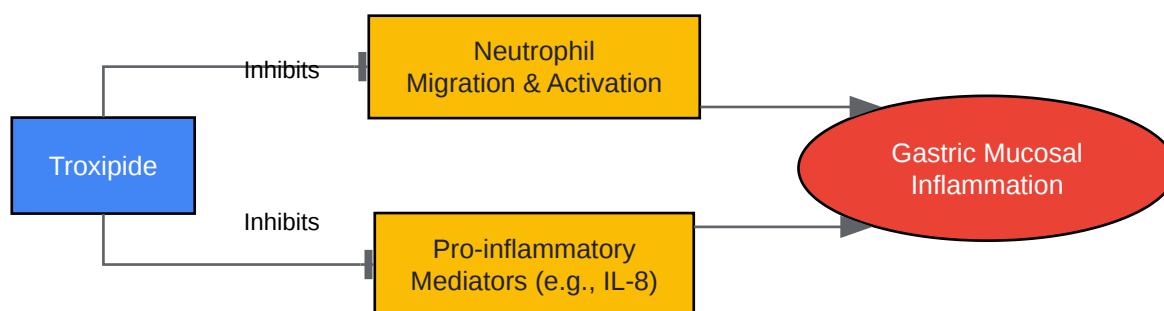 Neutrophil
Migration & Activation
Inhibits
Troxipide
Gastric Mucosal
Inflammation
Inhibits
Pro-inflammatory
Mediators (e.g., IL-8)